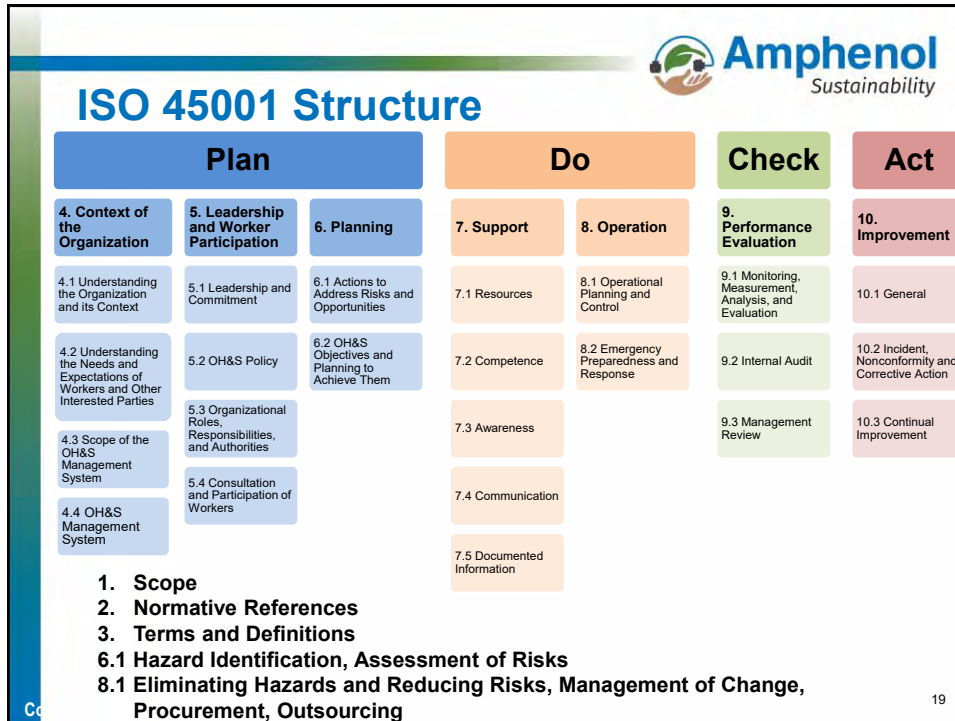 Amphenol
Sustainability
ISO 45001 Structure
Plan
4. Context of
the
Organization
4.1 Understanding
the Organization
and its Context
4.2 Understanding
the Needs and
Expectations of
Workers and Other
Interested Parties
4.3 Scope of the
OH&S
Management
System
4.4 OH&S
Management
System
5. Leadership
and Worker
Participation
5.1 Leadership and
Commitment
5.2 OH&S Policy
5.3 Organizational
Roles,
Responsibilities,
and Authorities
5.4 Consultation
and Participation of
Workers
6. Planning
6.1 Actions to
Address Risks and
Opportunities
6.2 OH&S
Objectives and
Planning to
Achieve Them
Do
7. Support
7.1 Resources
7.2 Competence
7.3 Awareness
7.4 Communication
7.5 Documented
Information
8. Operation
8.1 Operational
Planning and
Control
8.2 Emergency
Preparedness and
Response
Check
9.
Performance
Evaluation
9.1 Monitoring,
Measurement,
Analysis, and
Evaluation
9.2 Internal Audit
9.3 Management
Review
Act
10.
Improvement
10.1 General
10.2 Incident,
Nonconformity and
Corrective Action
10.3 Continual
Improvement
1. Scope
2. Normative References
3. Terms and Definitions
6.1 Hazard Identification, Assessment of Risks
8.1 Eliminating Hazards and Reducing Risks, Management of Change,
Procurement, Outsourcing
19